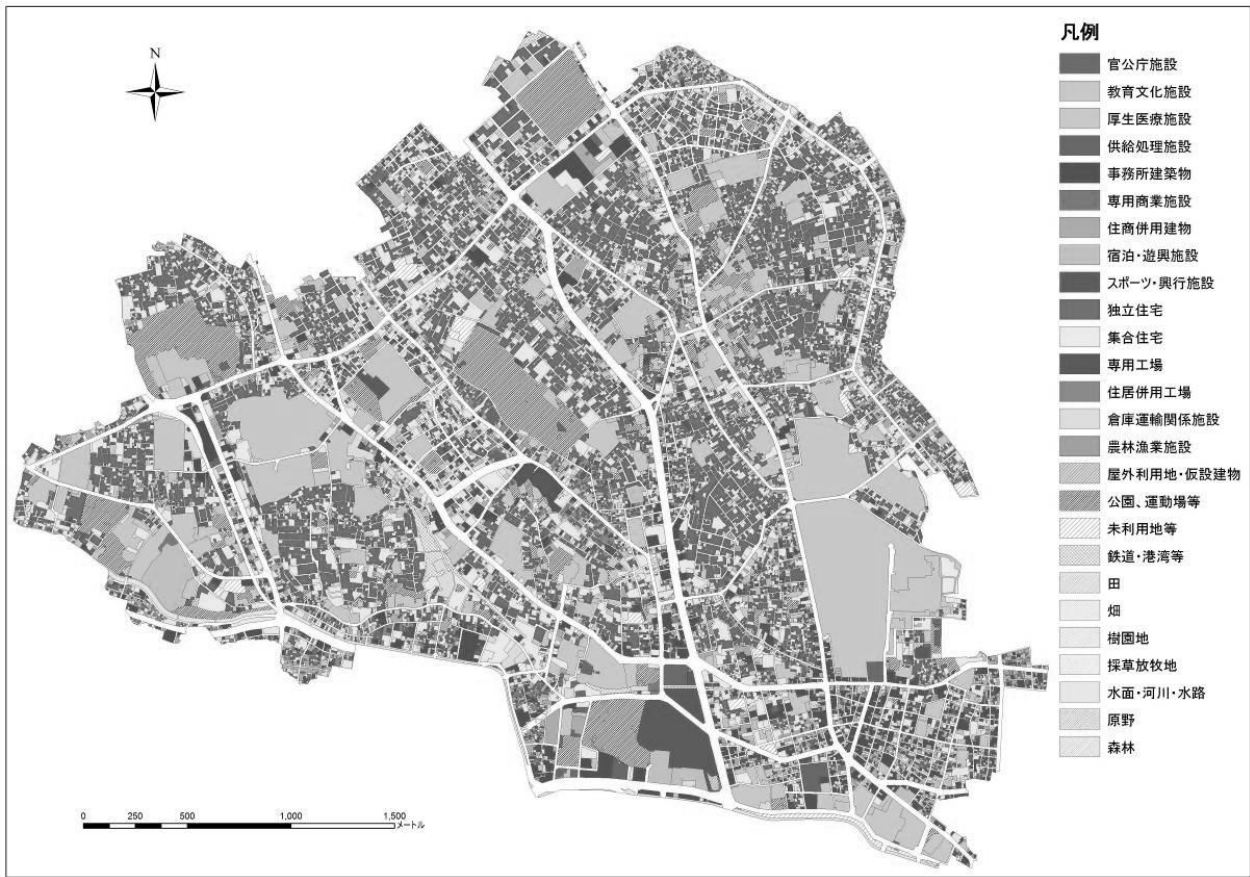 N
凡例
官公庁施設
教育文化施設
厚生医療施設
供給処理施設
事務所建築物
専用商業施設
住商併用建物
宿泊・遊興施設
スポーツ・興行施設
独立住宅
集合住宅
専用工場
住居併用工場
倉庫運輸関係施設
農林漁業施設
屋外利用地・仮設建物
公園、運動場等
未利用地等
鉄道・港湾等
田
畑
樹園地
採草放牧地
水面・河川・水路
原野
森林
0 250 500 1,000 1,500
メートル